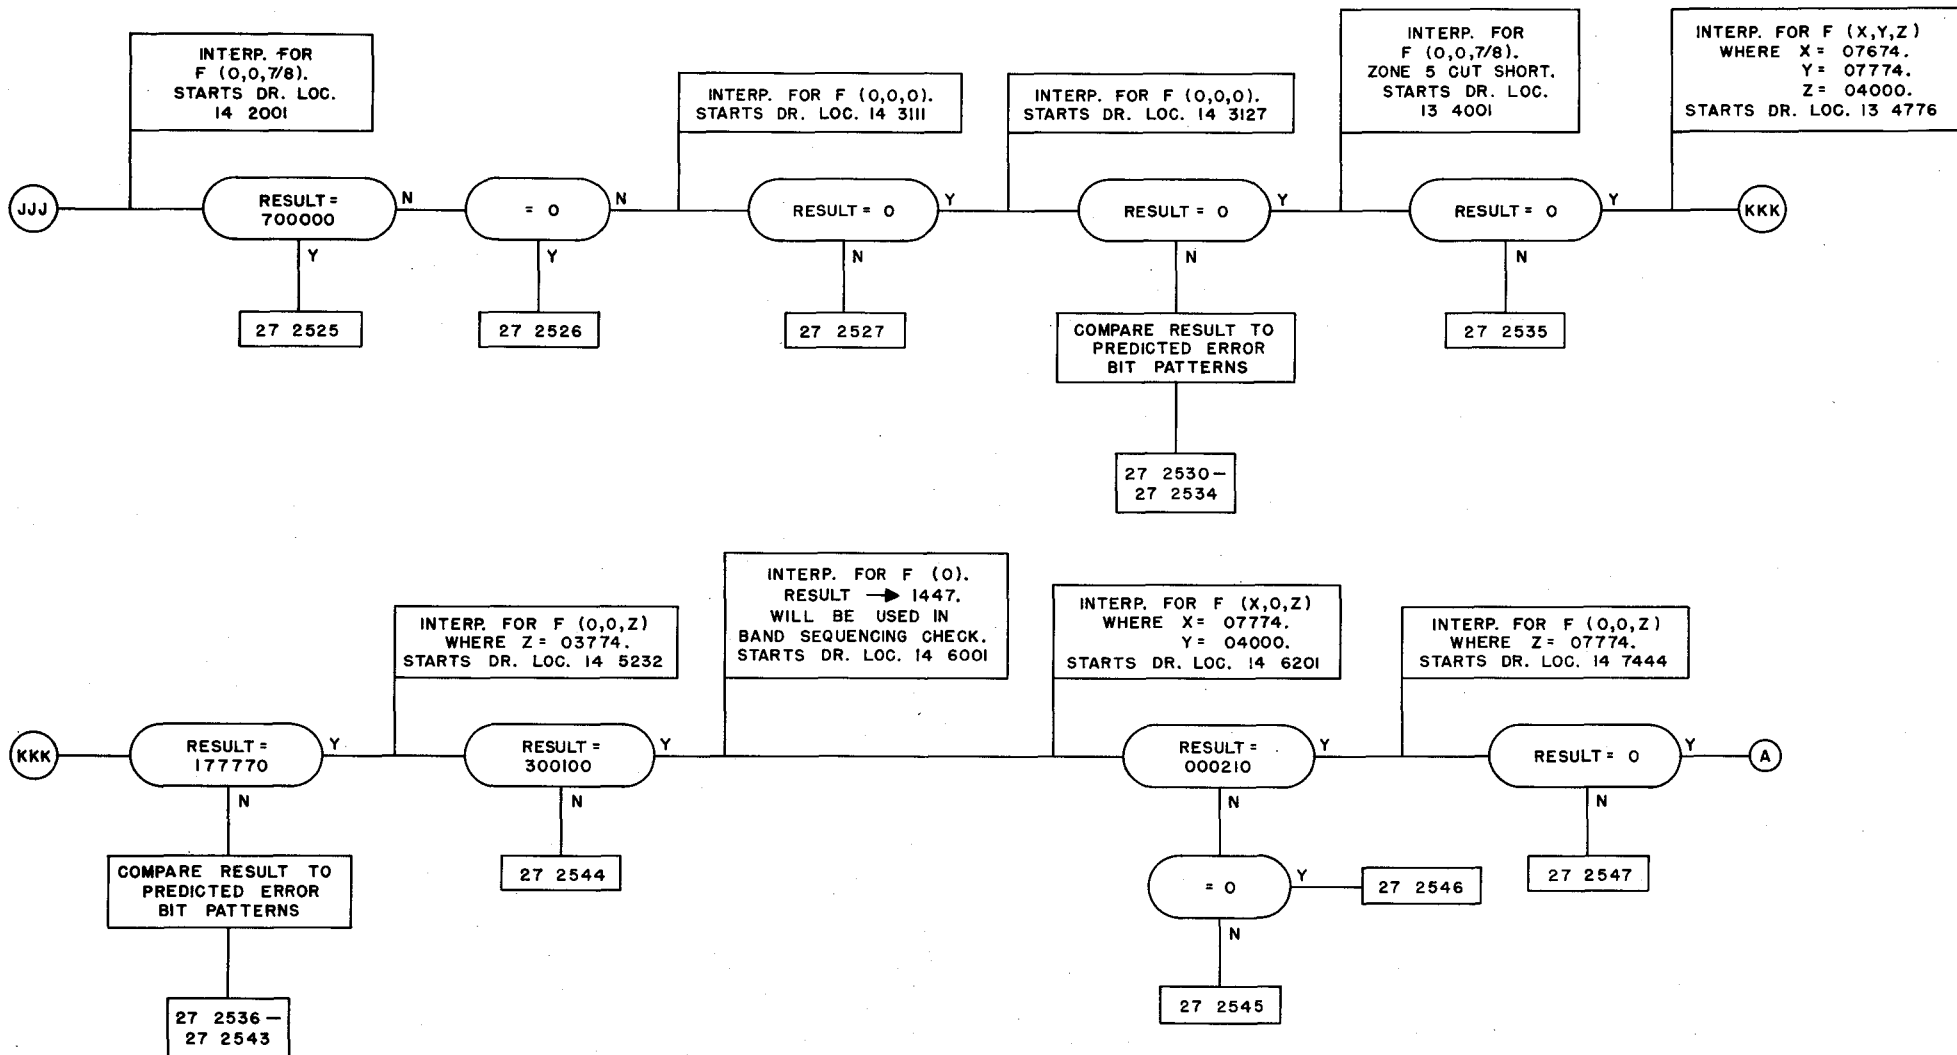 INTERP. FOR
F (0,0,7/8).
STARTS DR. LOC.
14 2001
INTERP. FOR F (0,0,0).
STARTS DR. LOC. 14 3111
INTERP. FOR F (0,0,0).
STARTS DR. LOC. 14 3127
INTERP. FOR
F (0,0,7/8).
ZONE 5 CUT SHORT.
STARTS DR. LOC.
13 4001
INTERP. FOR F (X,Y,Z)
WHERE X = 07674.
Y = 07774.
Z = 04000.
STARTS DR. LOC. 13 4776
JJJ
RESULT =
700000
N
Y
= 0
N
Y
RESULT = 0
Y
N
RESULT = 0
Y
N
RESULT = 0
Y
N
KKK
27 2525
27 2526
27 2527
COMPARE RESULT TO
PREDICTED ERROR
BIT PATTERNS
27 2535
27 2530 —
27 2534
INTERP. FOR F (0,0,Z)
WHERE Z = 03774.
STARTS DR. LOC. 14 5232
INTERP. FOR F (0).
RESULT → 1447.
WILL BE USED IN
BAND SEQUENCING CHECK.
STARTS DR. LOC. 14 6001
INTERP. FOR F (X,0,Z)
WHERE X = 07774.
Y = 04000.
STARTS DR. LOC. 14 6201
INTERP. FOR F (0,0,Z)
WHERE Z = 07774.
STARTS DR. LOC. 14 7444
KKK
RESULT =
177770
Y
N
RESULT =
300100
Y
N
RESULT =
000210
Y
N
RESULT = 0
Y
N
A
COMPARE RESULT TO
PREDICTED ERROR
BIT PATTERNS
27 2544
= 0
Y
N
27 2546
27 2547
27 2536 —
27 2543
27 2545